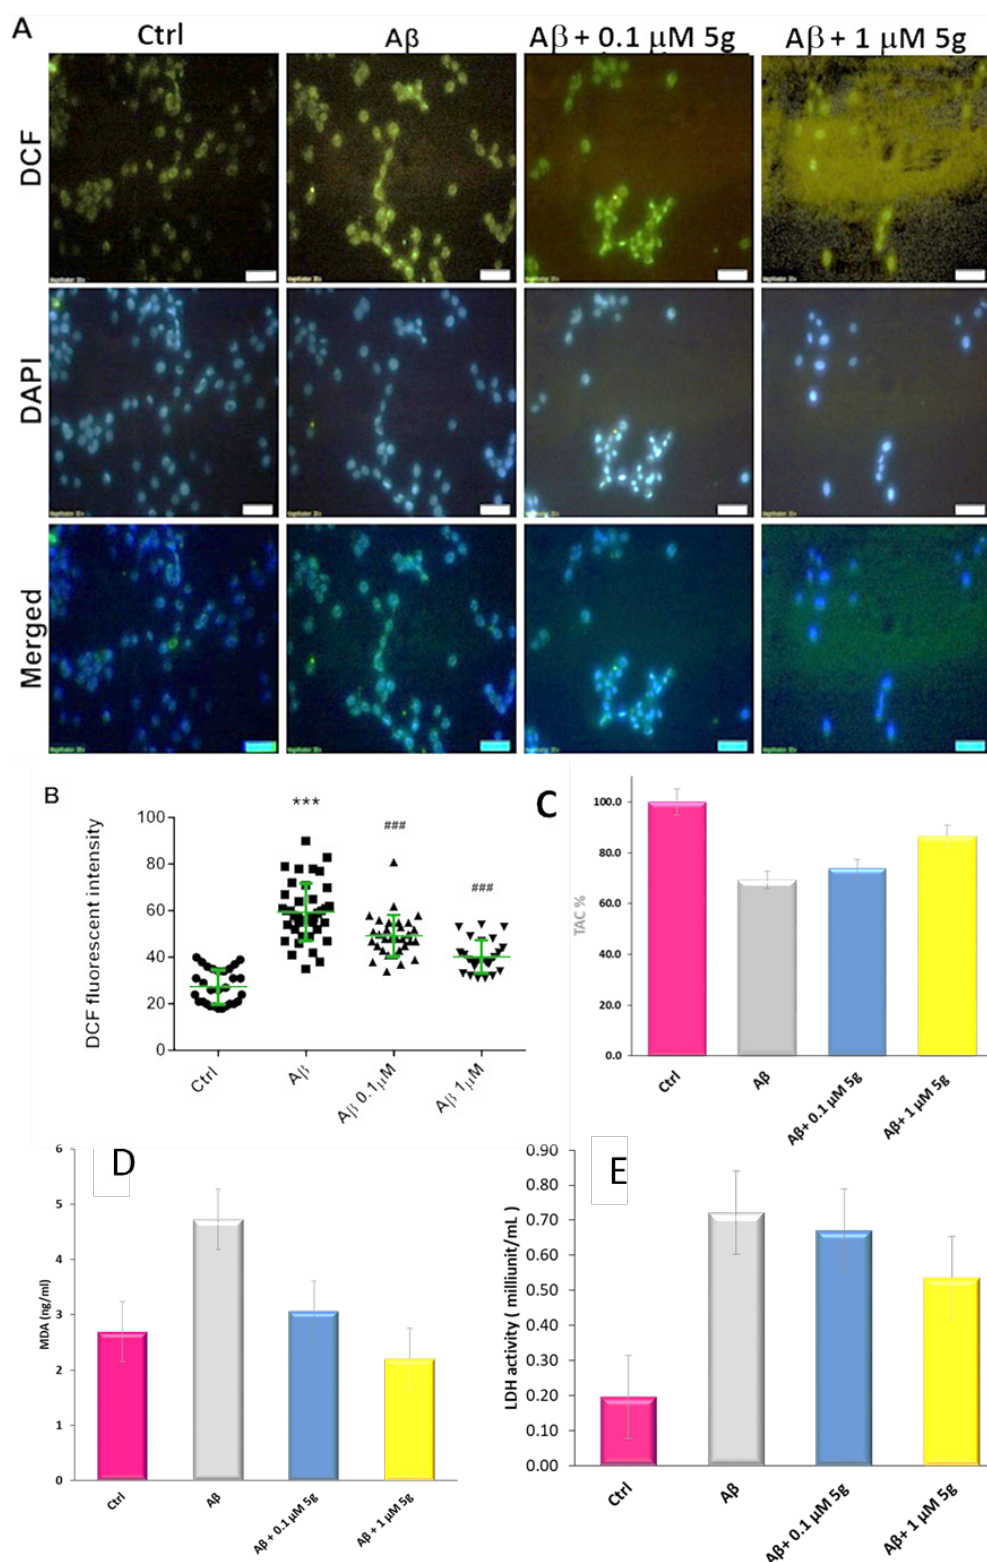 A
Ctrl
Aβ
Aβ + 0.1 μM 5g
Aβ + 1 μM 5g
DCF
DAPI
Merged
B
DCF fluorescent intensity
100
80
60
40
20
0
***
###
###
Ctrl
Aβ
Aβ 0.1μM
Aβ 1μM
C
TAC %
100.0
80.0
60.0
40.0
20.0
0.0
Ctrl
Aβ
Aβ+ 0.1 μM 5g
Aβ+ 1 μM 5g
D
MDA (ng/ml)
6
5
4
3
2
1
0
Ctrl
Aβ
Aβ+ 0.1 μM 5g
Aβ+ 1 μM 5g
E
LDH activity ( milliunit/mL )
0.90
0.80
0.70
0.60
0.50
0.40
0.30
0.20
0.10
0.00
Ctrl
Aβ
Aβ+ 0.1 μM 5g
Aβ+ 1 μM 5g